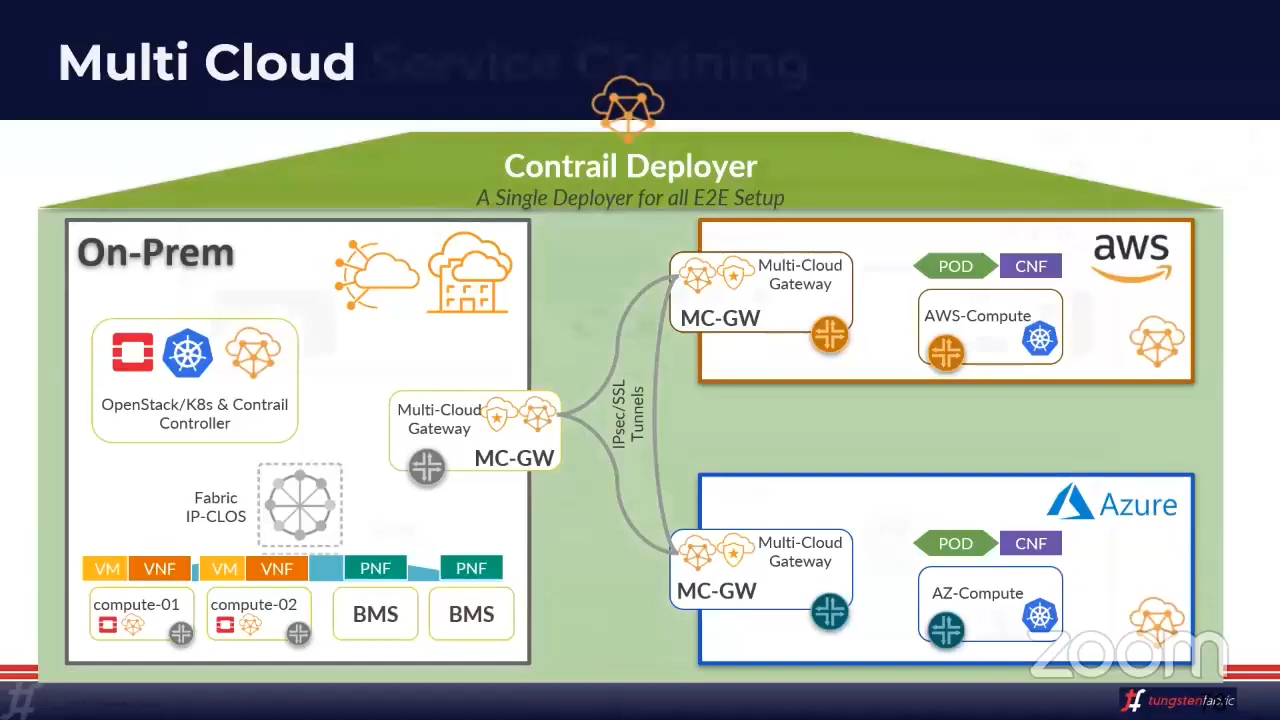 Multi Cloud Service Chaining
Contrail Deployer
A Single Deployer for all E2E Setup
On-Prem
OpenStack/K8s & Contrail
Controller
Multi-Cloud
Gateway
MC-GW
Fabric
IP-CLOS
VM VNF VM VNF PNF PNF
compute-01
compute-02
BMS
BMS
IPsec/SSL
Tunnels
aws
Multi-Cloud
Gateway
MC-GW
POD CNF
AWS-Compute
Azure
Multi-Cloud
Gateway
MC-GW
POD CNF
AZ-Compute
zoom
tungstenfabric